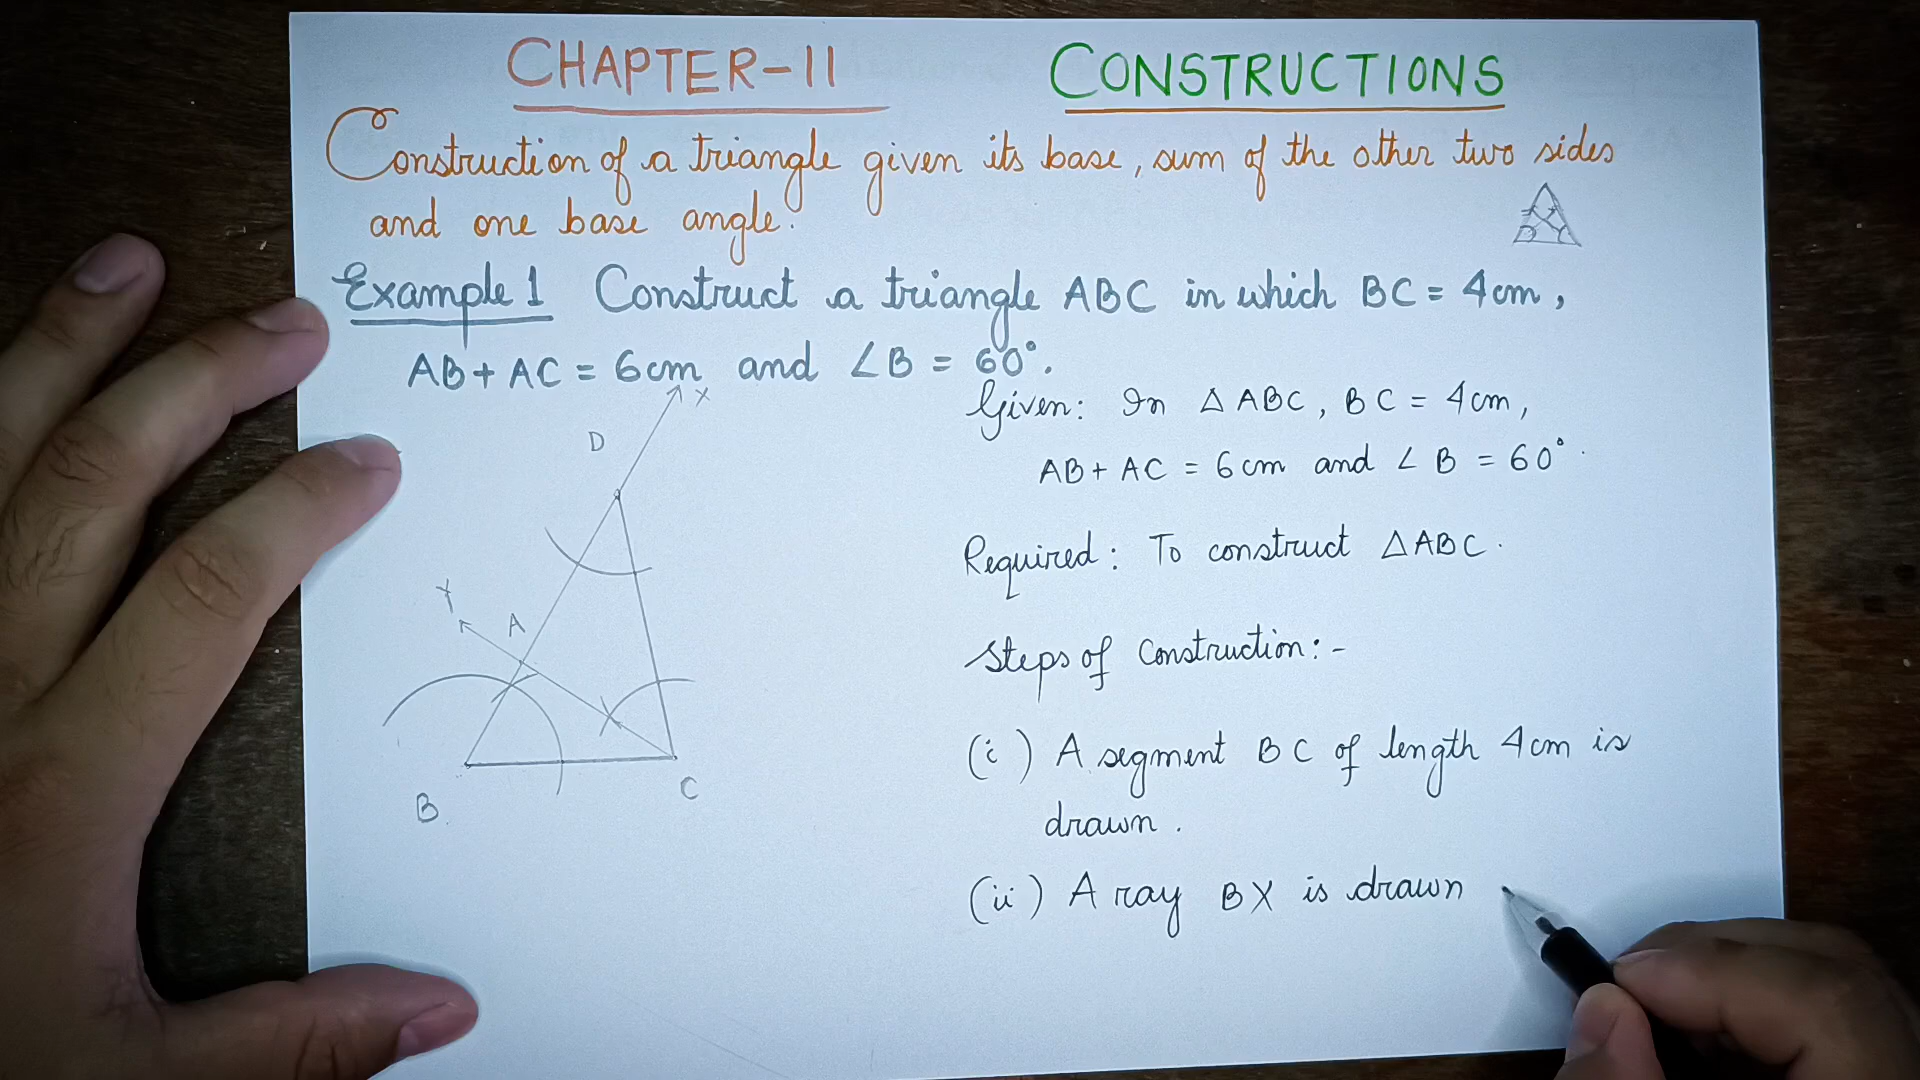 CHAPTER-11 CONSTRUCTIONS
Construction of a triangle given its base, sum of the other two sides
and one base angle.
Example 1 Construct a triangle ABC in which BC = 4cm,
AB + AC = 6cm and ∠B = 60°.
Given: In △ABC, BC = 4cm,
AB + AC = 6cm and ∠B = 60°.
Required: To construct △ABC.
Steps of Construction:-
(i) A segment BC of length 4cm is
drawn.
(ii) A ray BX is drawn
X
D
Y
A
B
C